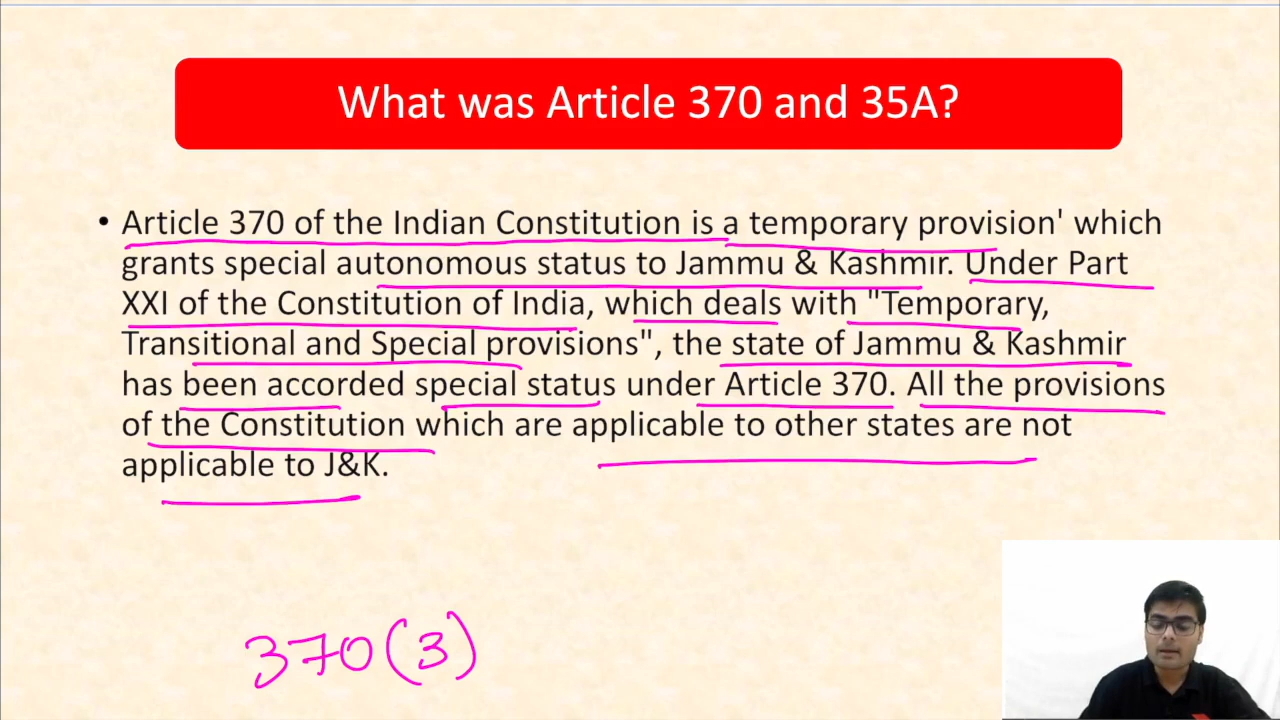 What was Article 370 and 35A?
• Article 370 of the Indian Constitution is a temporary provision' which
grants special autonomous status to Jammu & Kashmir. Under Part
XXI of the Constitution of India, which deals with "Temporary,
Transitional and Special provisions", the state of Jammu & Kashmir
has been accorded special status under Article 370. All the provisions
of the Constitution which are applicable to other states are not
applicable to J&K.
370(3)